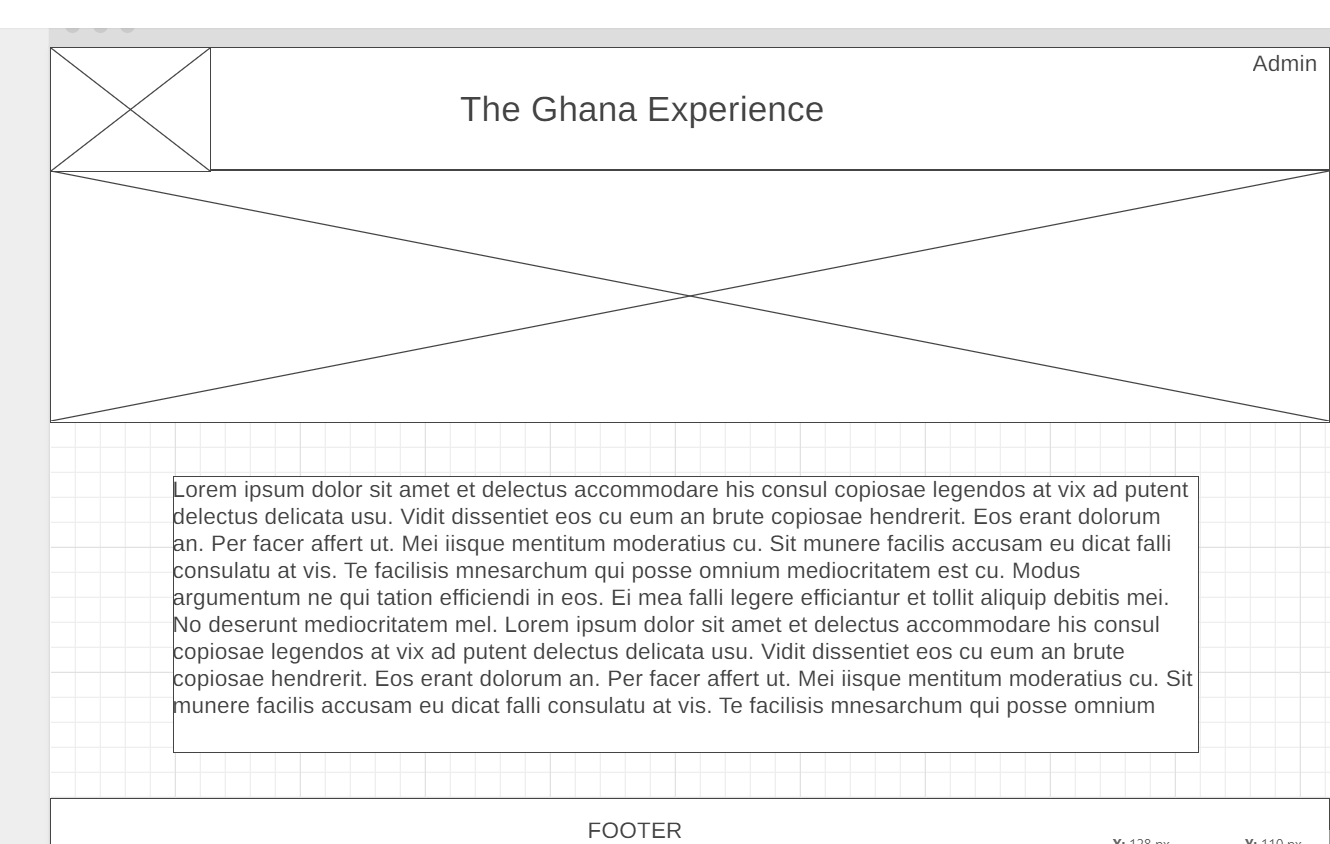 Admin
The Ghana Experience
Lorem ipsum dolor sit amet et delectus accommodare his consul copiosae legendos at vix ad putent
delectus delicata usu. Vidit dissentiet eos cu eum an brute copiosae hendrerit. Eos erant dolorum
an. Per facer affert ut. Mei iisque mentitum moderatius cu. Sit munere facilis accusam eu dicat falli
consulatu at vis. Te facilisis mnesarchum qui posse omnium mediocritatem est cu. Modus
argumentum ne qui tation efficiendi in eos. Ei mea falli legere efficiantur et tollit aliquip debitis mei.
No deserunt mediocritatem mel. Lorem ipsum dolor sit amet et delectus accommodare his consul
copiosae legendos at vix ad putent delectus delicata usu. Vidit dissentiet eos cu eum an brute
copiosae hendrerit. Eos erant dolorum an. Per facer affert ut. Mei iisque mentitum moderatius cu. Sit
munere facilis accusam eu dicat falli consulatu at vis. Te facilisis mnesarchum qui posse omnium
FOOTER